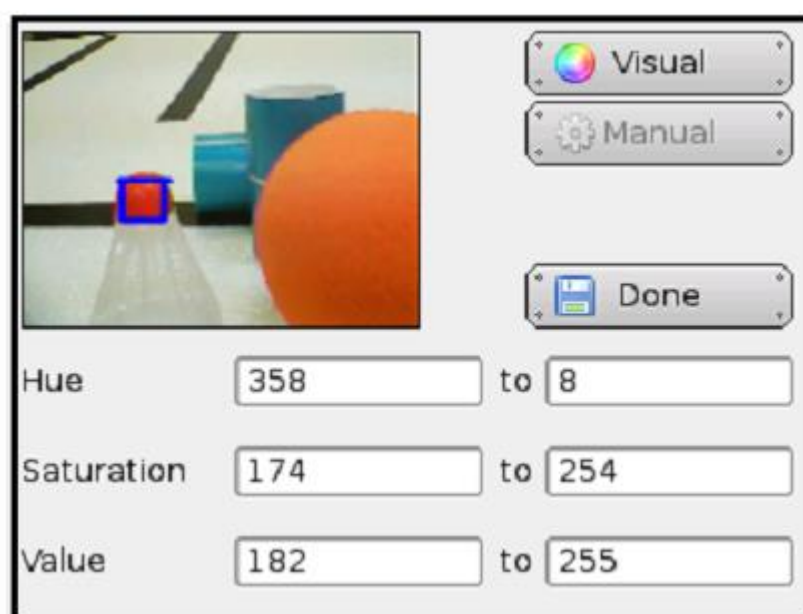 Visual
Manual
Done
Hue 358 to 8
Saturation 174 to 254
Value 182 to 255